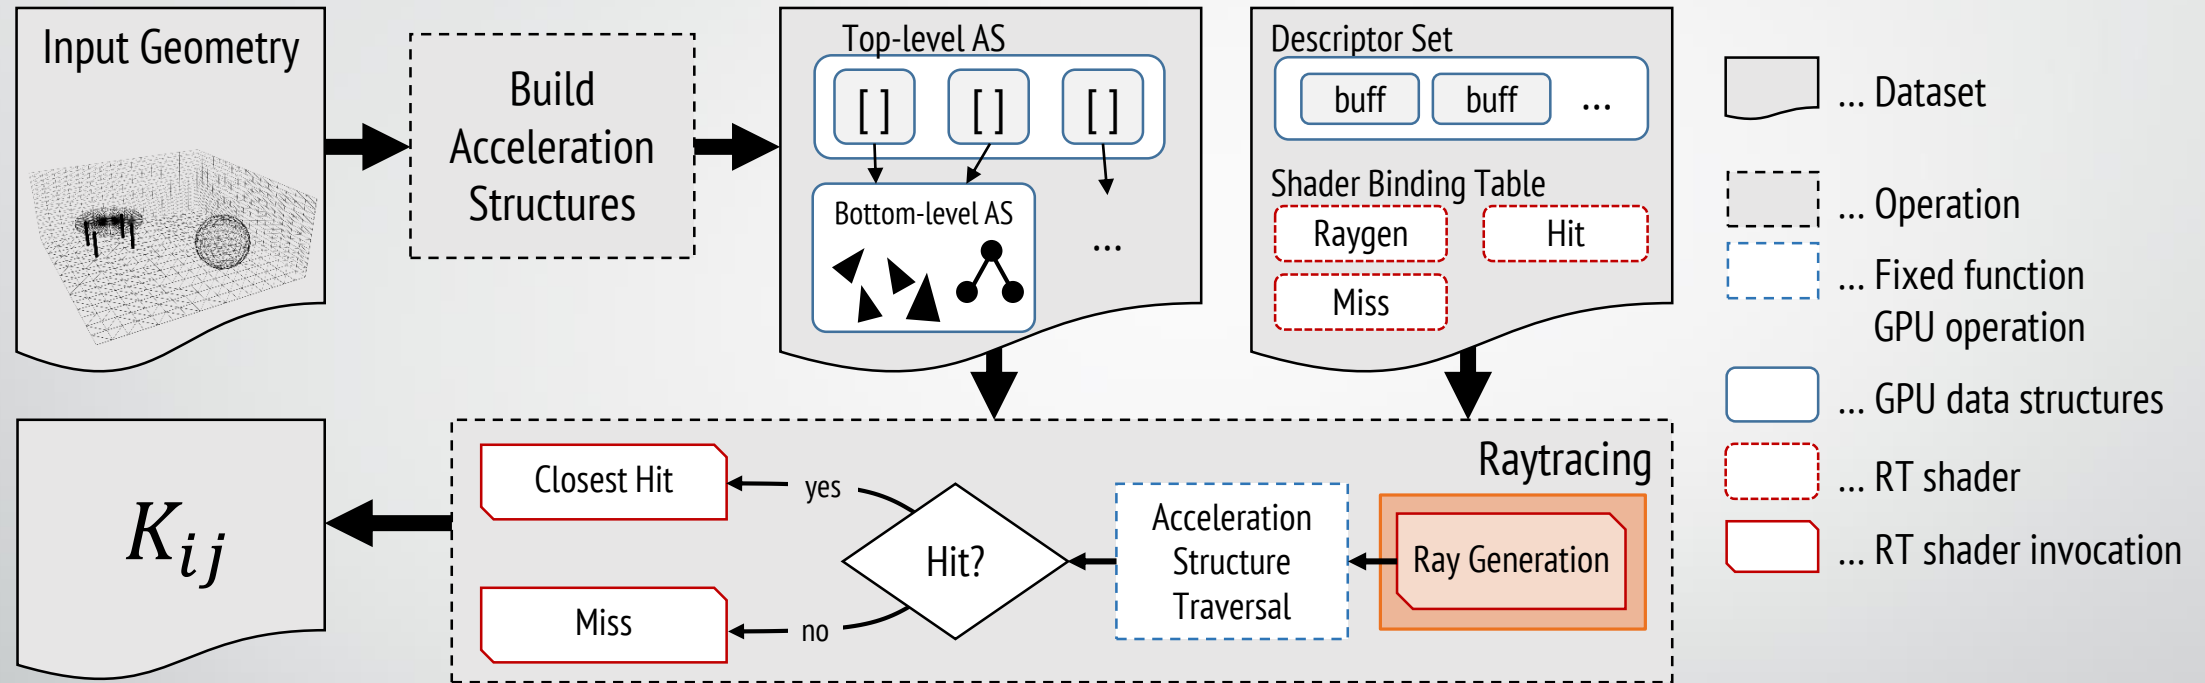 Input Geometry
Build
Acceleration
Structures
Top-level AS
[ ] [ ] [ ]
Bottom-level AS
...
Descriptor Set
buff buff ...
Shader Binding Table
Raygen Hit
Miss
... Dataset
... Operation
... Fixed function
GPU operation
... GPU data structures
... RT shader
... RT shader invocation
K_{ij}
Raytracing
Closest Hit
yes
Hit?
no
Miss
Acceleration
Structure
Traversal
Ray Generation